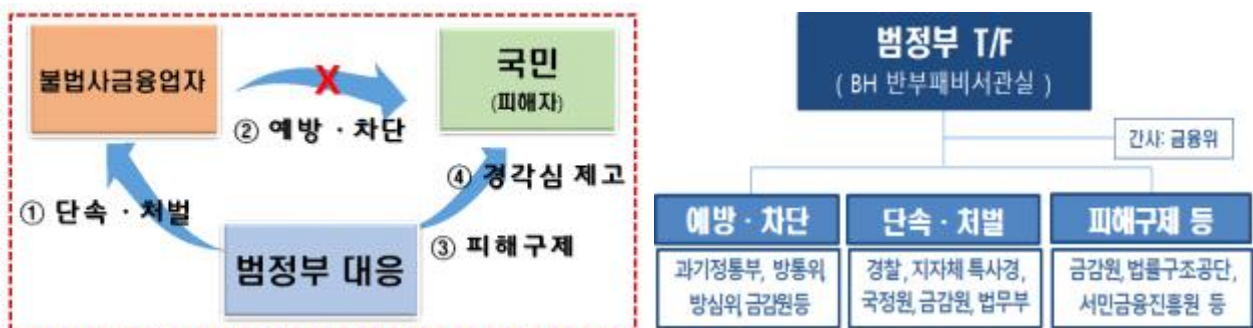 불법사금융업자
X
국민
(피해자)
② 예방 · 차단
④ 경각심 제고
① 단속 · 처벌
③ 피해구제
범정부 대응
범정부 T/F
( BH 반부패비서관실 )
간사: 금융위
예방 · 차단
과기정통부, 방통위,
방심위, 금감원등
단속 · 처벌
경찰, 지자체 특사경,
국정원, 금감원, 법무부
피해구제 등
금감원, 법률구조공단,
서민금융진흥원 등